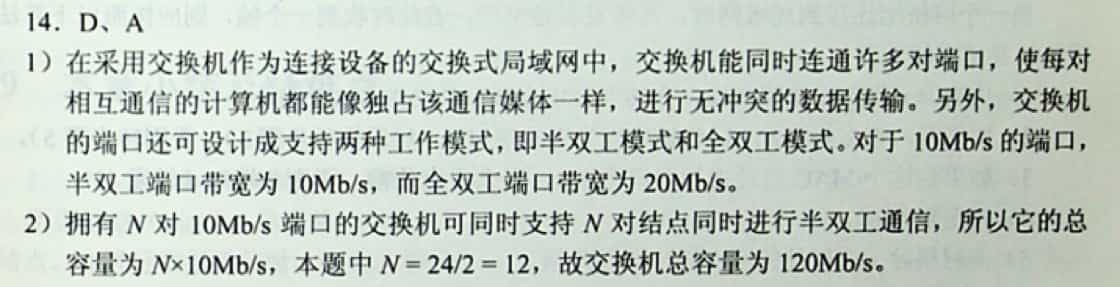 14. D、A
1）在采用交换机作为连接设备的交换式局域网中，交换机能同时连通许多对端口，使每对
相互通信的计算机都能像独占该通信媒体一样，进行无冲突的数据传输。另外，交换机
的端口还可设计成支持两种工作模式，即半双工模式和全双工模式。对于 10Mb/s 的端口，
半双工端口带宽为 10Mb/s，而全双工端口带宽为 20Mb/s。
2）拥有 N 对 10Mb/s 端口的交换机可同时支持 N 对结点同时进行半双工通信，所以它的总
容量为 N×10Mb/s，本题中 N = 24/2 = 12，故交换机总容量为 120Mb/s。